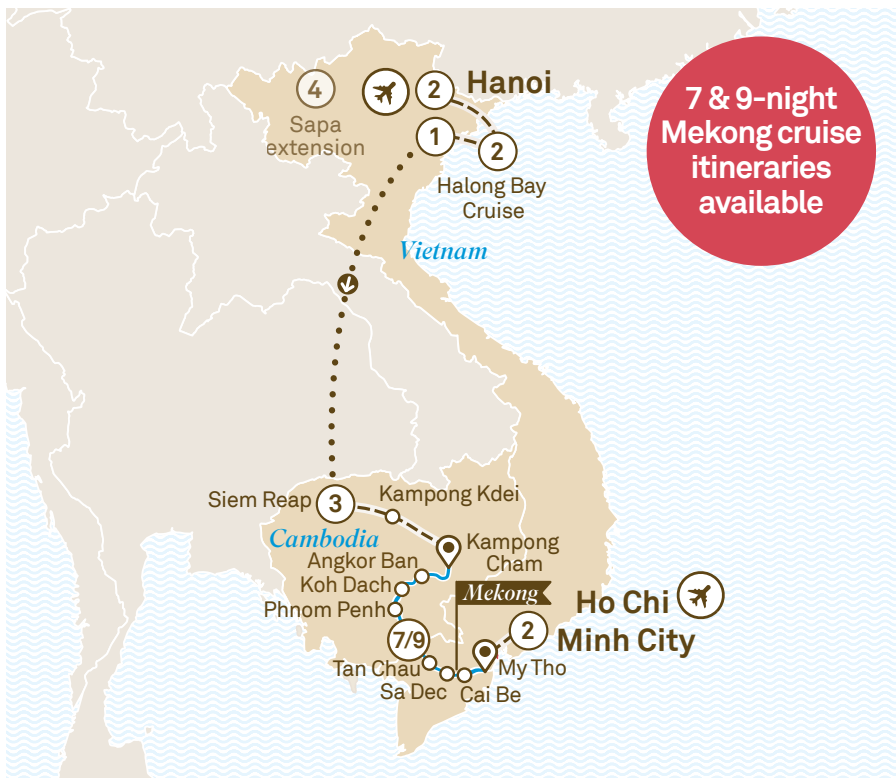 4
Sapa
extension
2
Hanoi
1
2
Halong Bay
Cruise
7 & 9-night
Mekong cruise
itineraries
available
Vietnam
Siem Reap
3
Kampong Kdei
Cambodia
Kampong
Cham
Angkor Ban
Koh Dach
Phnom Penh
Mekong
7/9
Ho Chi
Minh City
2
Tan Chau
My Tho
Sa Dec
Cai Be